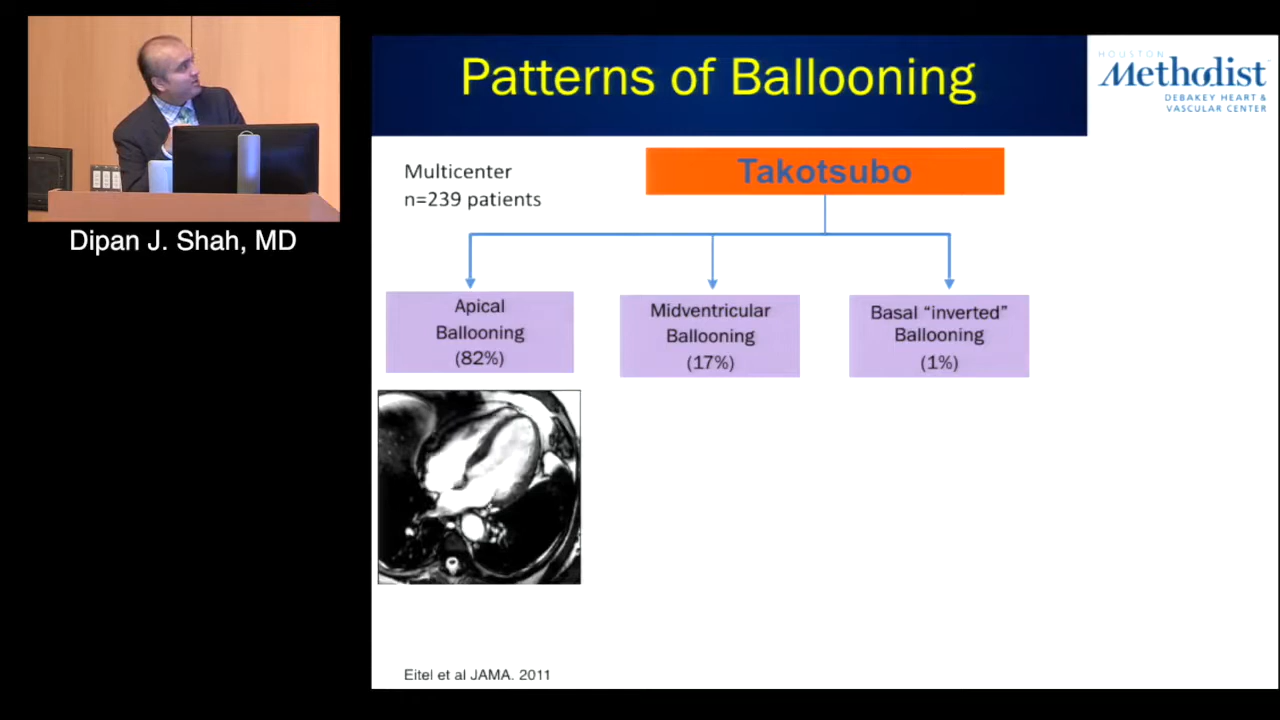 Patterns of Ballooning
HOUSTON
Methodist
DEBAKEY HEART &
VASCULAR CENTER
Dipan J. Shah, MD
Multicenter
n=239 patients
Takotsubo
Apical
Ballooning
(82%)
Midventricular
Ballooning
(17%)
Basal “inverted”
Ballooning
(1%)
Eitel et al JAMA. 2011